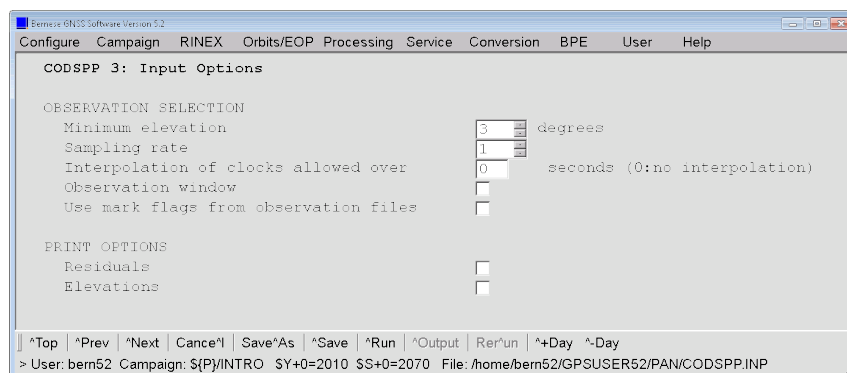 Bernese GNSS Software Version 5.2
Configure Campaign RINEX Orbits/EOP Processing Service Conversion BPE User Help
CODSPP 3: Input Options
OBSERVATION SELECTION
Minimum elevation 3 degrees
Sampling rate 1
Interpolation of clocks allowed over 0 seconds (0:no interpolation)
Observation window
Use mark flags from observation files
PRINT OPTIONS
Residuals
Elevations
^Top ^Prev ^Next Cance^l Save^As ^Save ^Run ^Output Rer^un ^+Day ^-Day
> User: bern52 Campaign: ${P}/INTRO $Y+0=2010 $S+0=2070 File: /home/bern52/GPSUSER52/PAN/CODSPP.INP